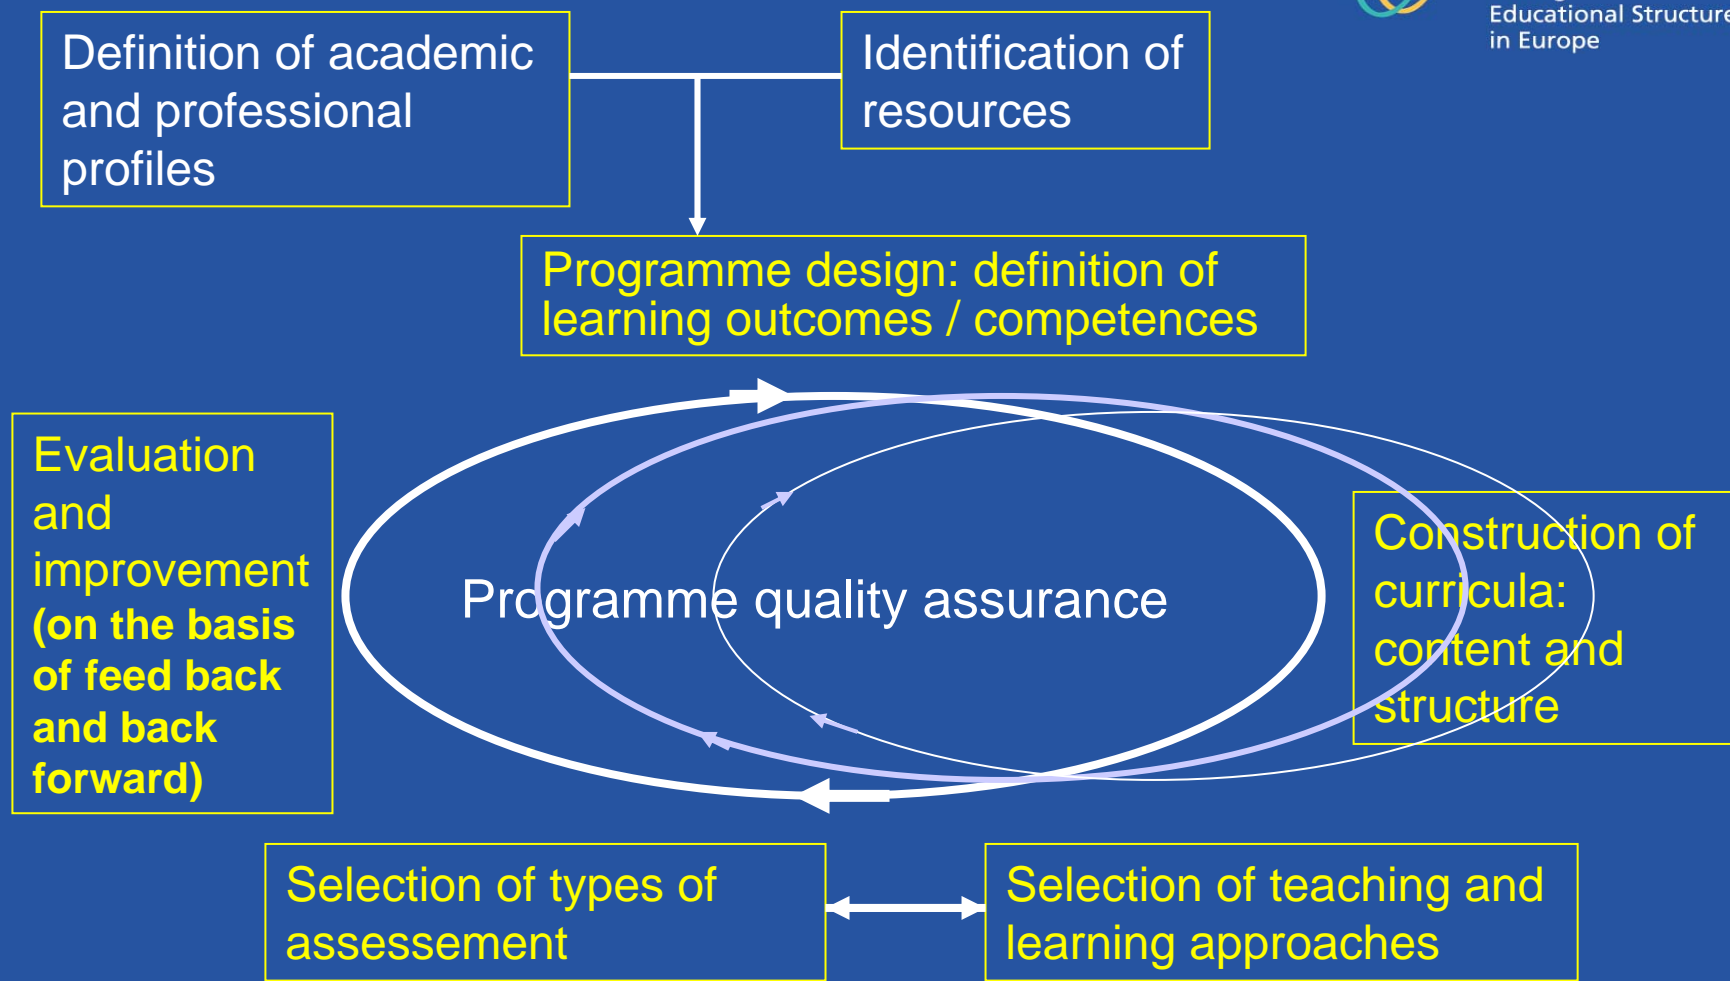 Educational Structure
in Europe
Definition of academic
and professional
profiles
Identification of
resources
Programme design: definition of
learning outcomes / competences
Evaluation
and
improvement
(on the basis
of feed back
and back
forward)
Programme quality assurance
Construction of
curricula:
content and
structure
Selection of types of
assessement
Selection of teaching and
learning approaches